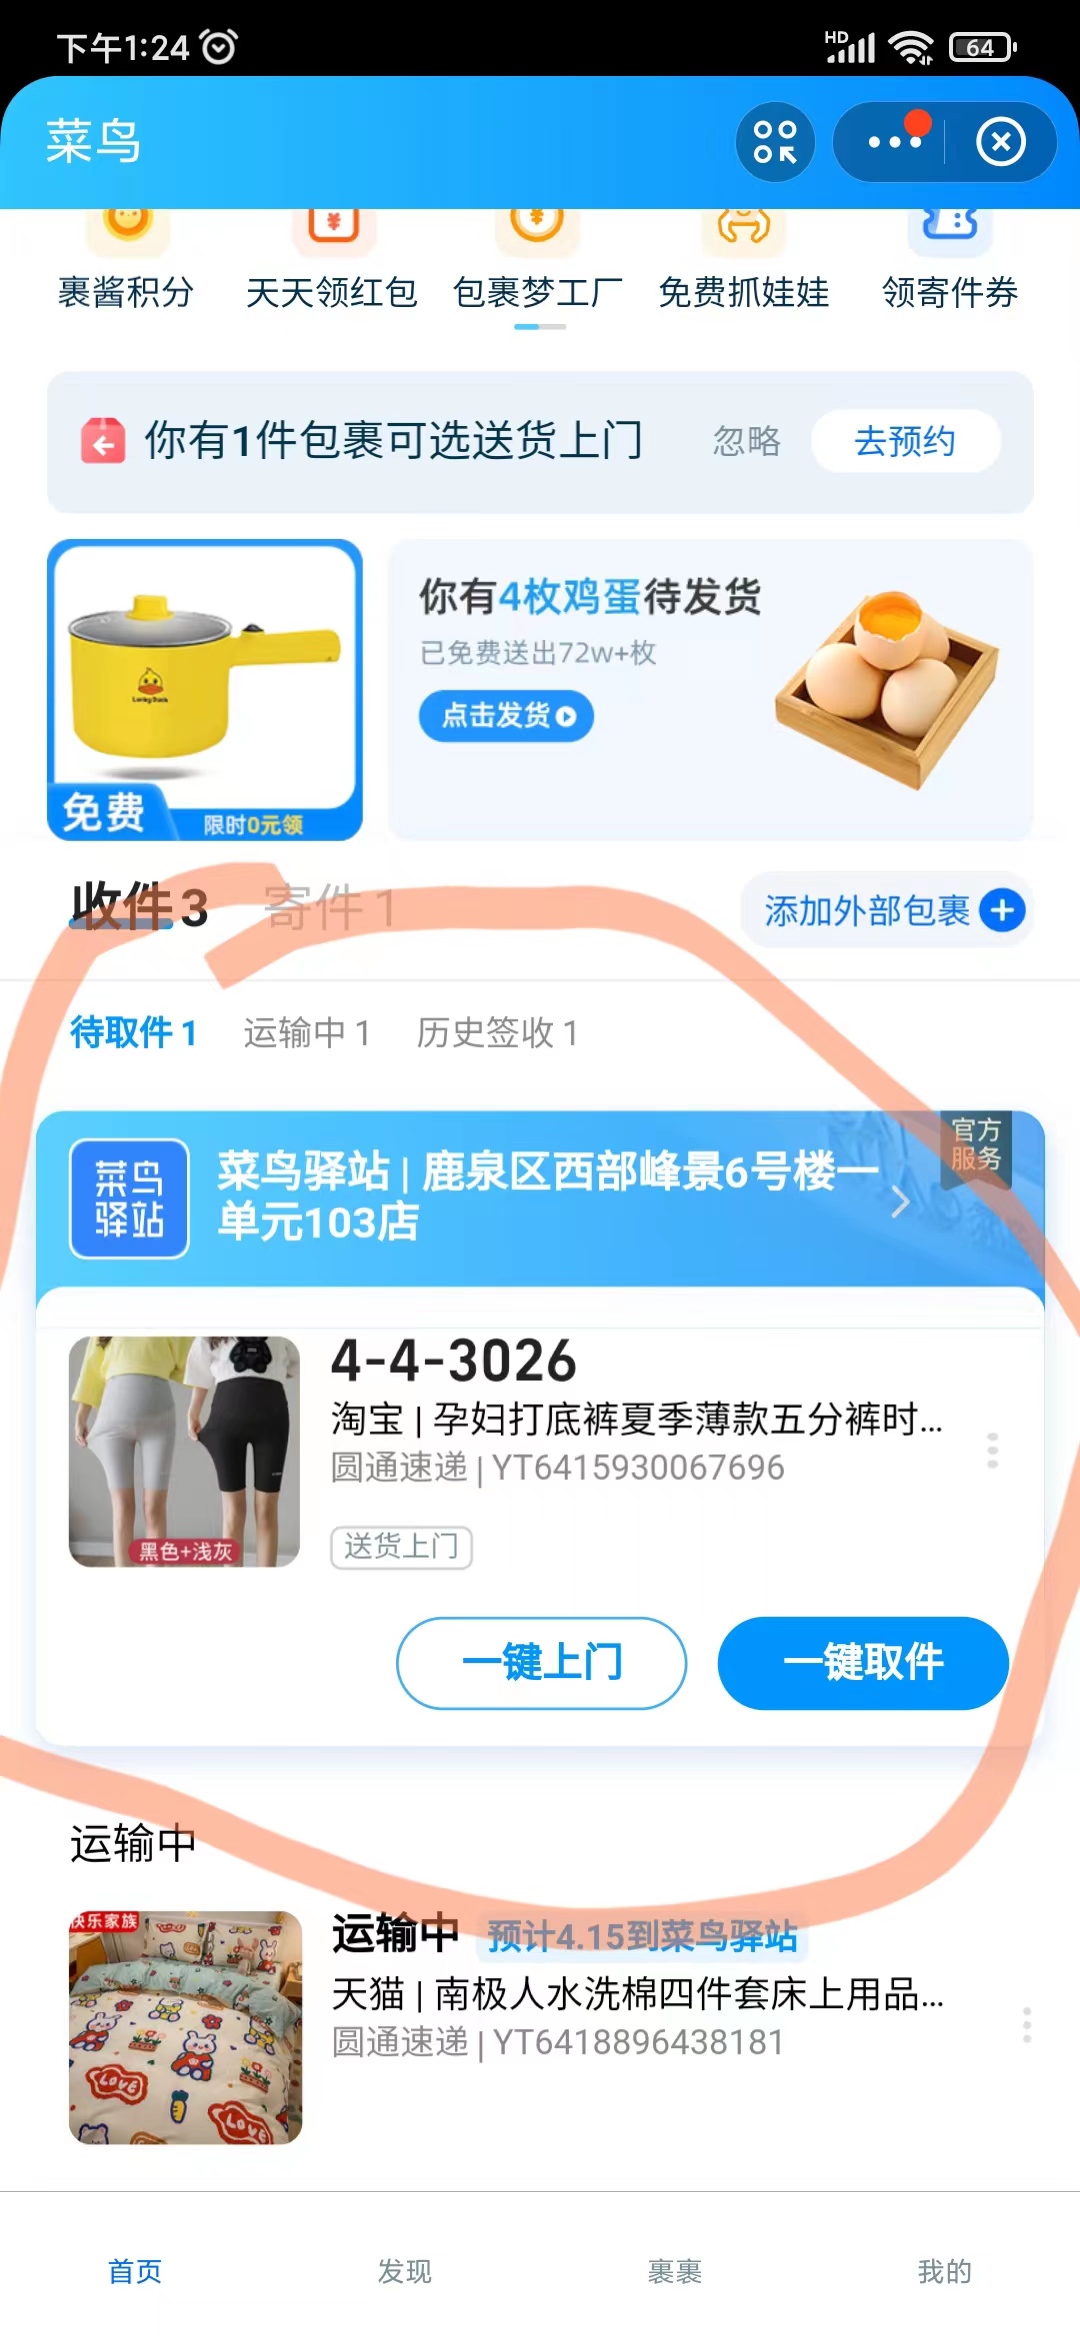 下午1:24
HD
64
菜鸟
裹酱积分
天天领红包
包裹梦工厂
免费抓娃娃
领寄件券
你有1件包裹可选送货上门
忽略
去预约
你有4枚鸡蛋待发货
已免费送出72w+枚
点击发货
免费
限时0元领
收件3
寄件1
添加外部包裹
待取件1
运输中1
历史签收1
菜鸟
驿站
菜鸟驿站 | 鹿泉区西部峰景6号楼一
单元103店
官方
服务
4-4-3026
淘宝 | 孕妇打底裤夏季薄款五分裤时...
圆通速递 | YT6415930067696
黑色+浅灰
送货上门
一键上门
一键取件
运输中
快乐家族
运输中
预计4.15到菜鸟驿站
天猫 | 南极人水洗棉四件套床上用品...
圆通速递 | YT6418896438181
LOVE
LOVE
首页
发现
裹裹
我的